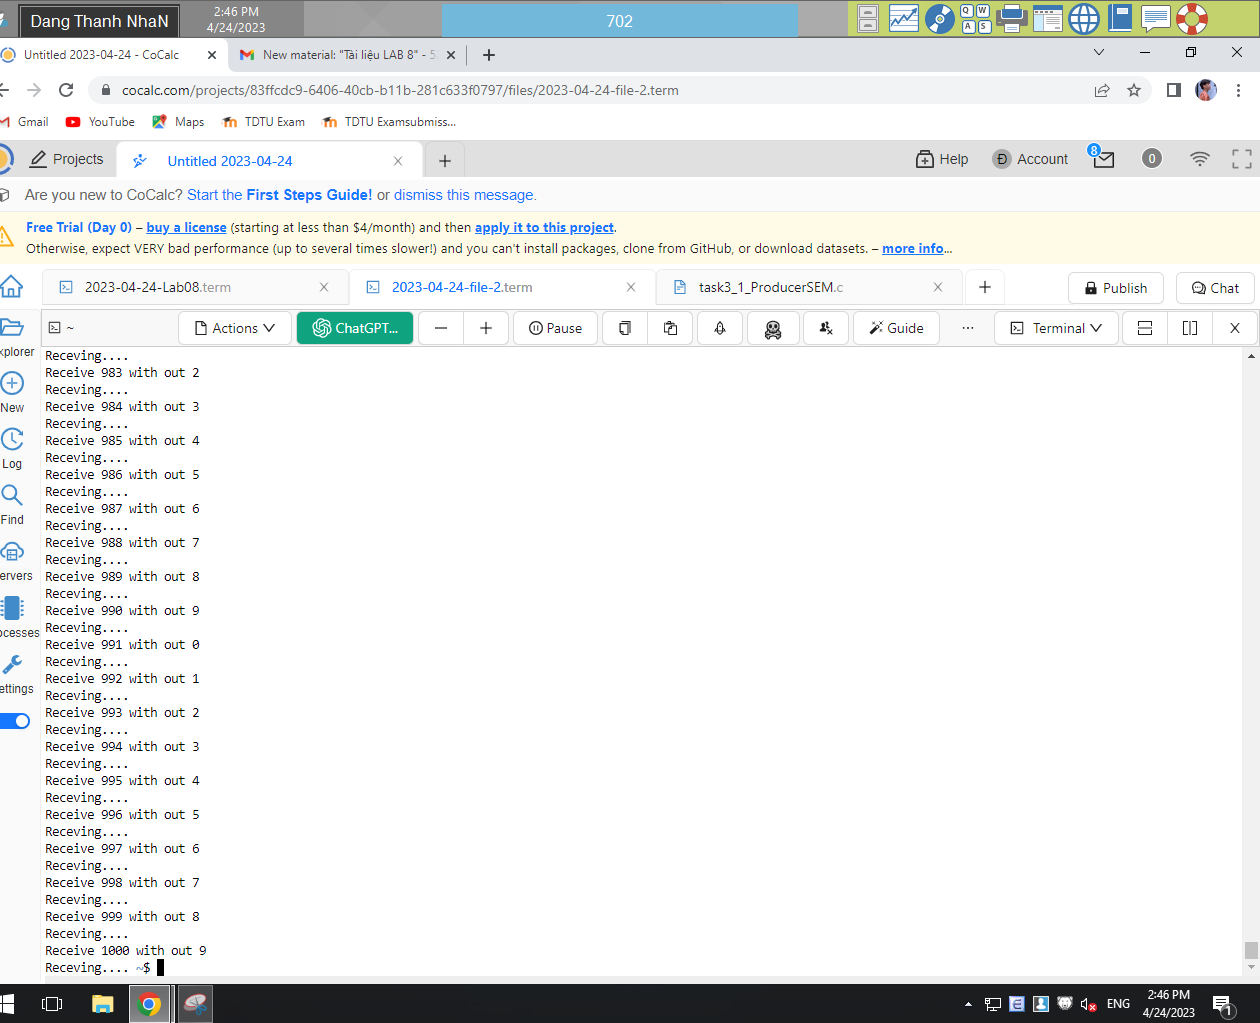 Dang Thanh NhaN
2:46 PM
4/24/2023
702
Q W
A S
Untitled 2023-04-24 - CoCalc
New material: "Tài liệu LAB 8" - 5
cocalc.com/projects/83ffcdc9-6406-40cb-b11b-281c633f0797/files/2023-04-24-file-2.term
Gmail YouTube Maps TDTU Exam TDTU Examsubmiss...
Projects Untitled 2023-04-24 Help Đ Account 8 0
Are you new to CoCalc? Start the First Steps Guide! or dismiss this message.
Free Trial (Day 0) – buy a license (starting at less than $4/month) and then apply it to this project.
Otherwise, expect VERY bad performance (up to several times slower!) and you can't install packages, clone from GitHub, or download datasets. – more info...
2023-04-24-Lab08.term 2023-04-24-file-2.term task3_1_ProducerSEM.c Publish Chat
~ Actions ChatGPT... Pause Guide ... Terminal
xplorer
New
Log
Find
ervers
ocesses
ettings
Receving....
Receive 983 with out 2
Receving....
Receive 984 with out 3
Receving....
Receive 985 with out 4
Receving....
Receive 986 with out 5
Receving....
Receive 987 with out 6
Receving....
Receive 988 with out 7
Receving....
Receive 989 with out 8
Receving....
Receive 990 with out 9
Receving....
Receive 991 with out 0
Receving....
Receive 992 with out 1
Receving....
Receive 993 with out 2
Receving....
Receive 994 with out 3
Receving....
Receive 995 with out 4
Receving....
Receive 996 with out 5
Receving....
Receive 997 with out 6
Receving....
Receive 998 with out 7
Receving....
Receive 999 with out 8
Receving....
Receive 1000 with out 9
Receving.... ~$
ENG
2:46 PM
4/24/2023
1